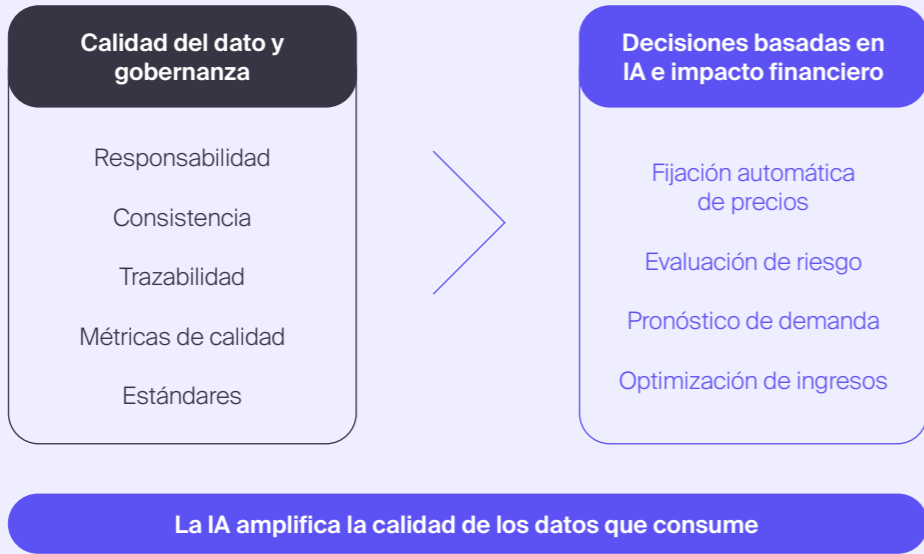 Calidad del dato y
gobernanza
Responsabilidad
Consistencia
Trazabilidad
Métricas de calidad
Estándares
Decisiones basadas en
IA e impacto financiero
Fijación automática
de precios
Evaluación de riesgo
Pronóstico de demanda
Optimización de ingresos
La IA amplifica la calidad de los datos que consume